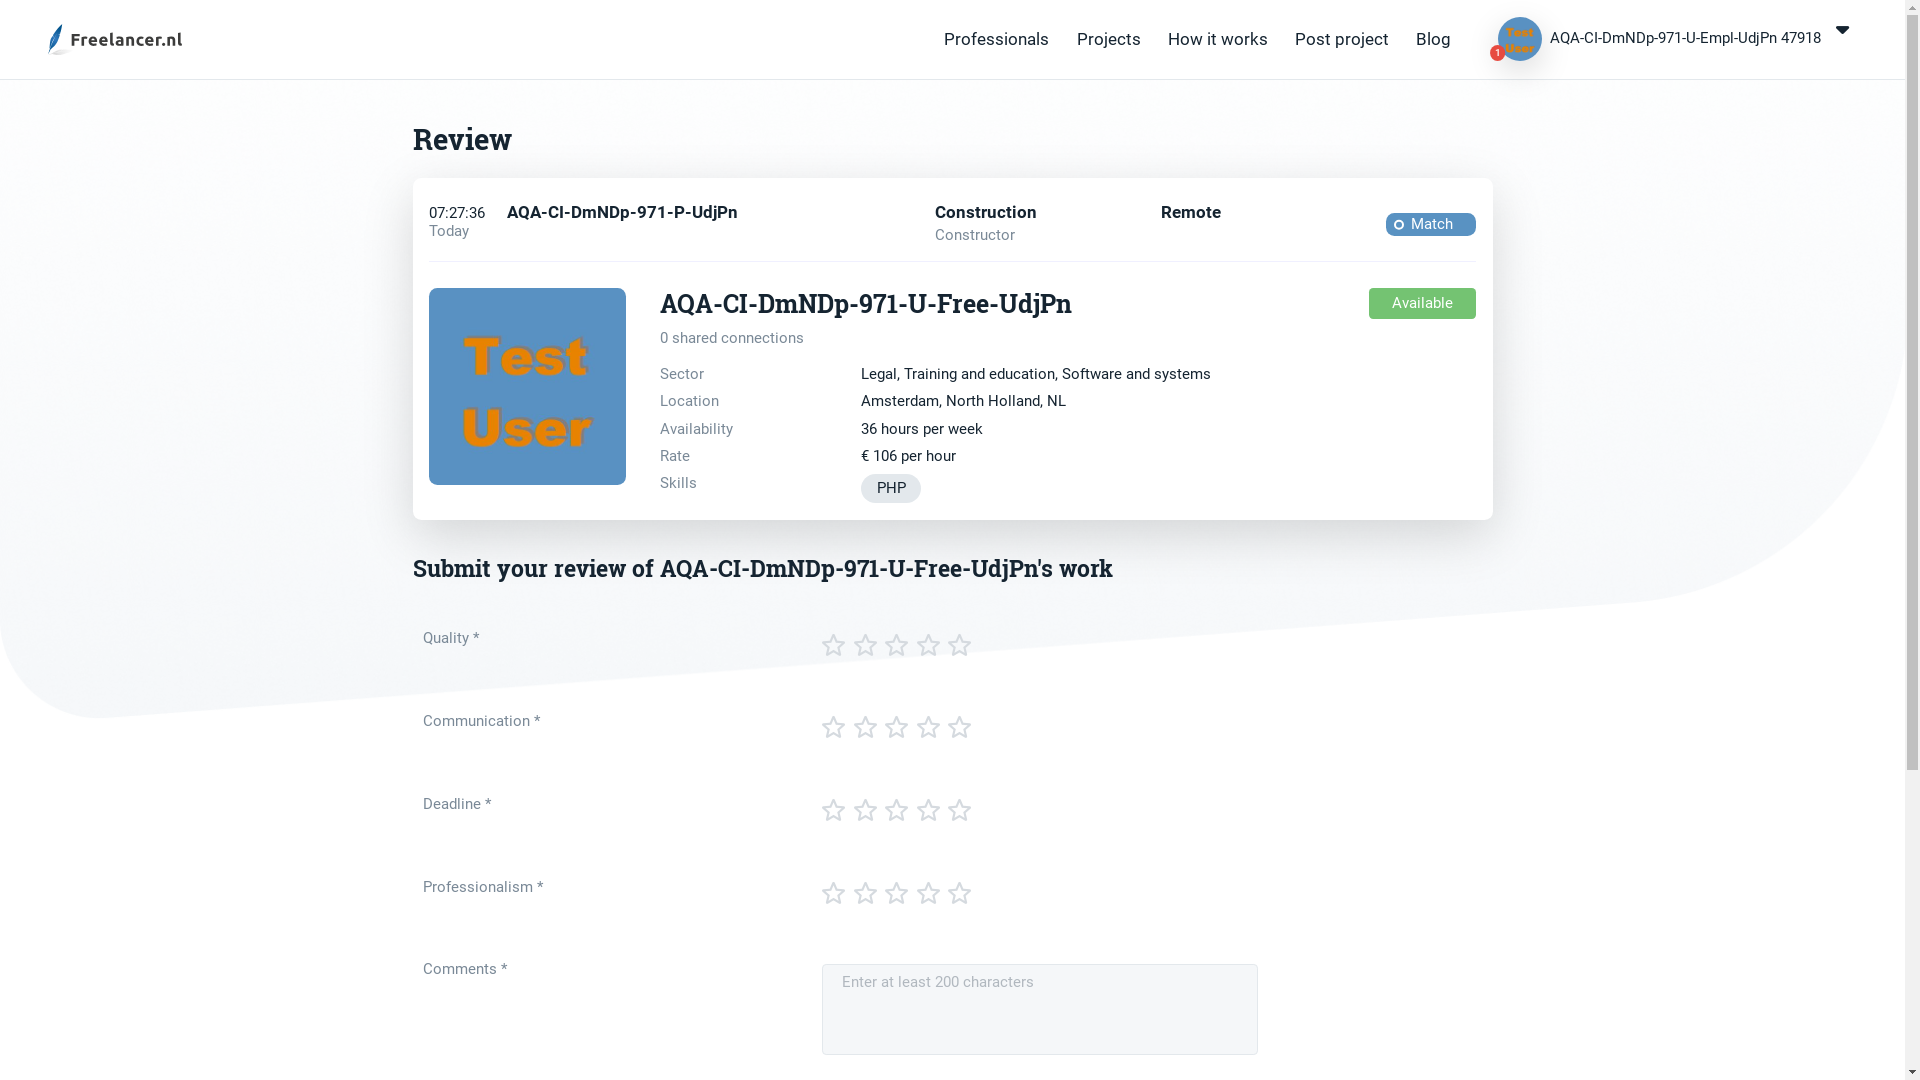 Freelancer.nl
Professionals Projects How it works Post project Blog
Test User
1
AQA-CI-DmNDp-971-U-Empl-UdjPn 47918
Review
07:27:36 AQA-CI-DmNDp-971-P-UdjPn Construction Remote
Today Constructor
Match
Test
User
AQA-CI-DmNDp-971-U-Free-UdjPn Available
0 shared connections
Sector Legal, Training and education, Software and systems
Location Amsterdam, North Holland, NL
Availability 36 hours per week
Rate € 106 per hour
Skills PHP
Submit your review of AQA-CI-DmNDp-971-U-Free-UdjPn's work
Quality *
Communication *
Deadline *
Professionalism *
Comments *
Enter at least 200 characters